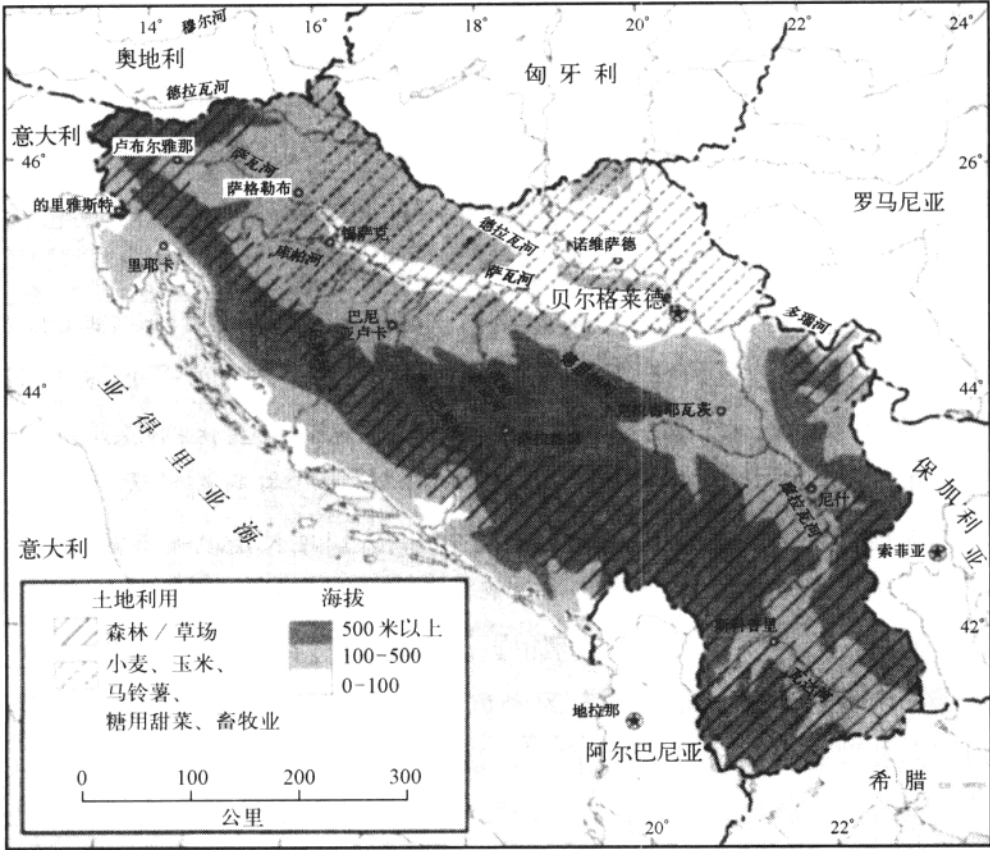 14°
16°
20°
22°
24°
穆尔河
奥地利
匈牙利
德拉瓦河
意大利
卢布尔雅那
46°
26°
萨瓦河
萨格勒布
罗马尼亚
的里雅斯特
锡萨克
德拉瓦河
诺维萨德
库帕河
里耶卡
萨瓦河
贝尔格莱德
多瑙河
巴尼
亚卢卡
44°
44°
亚得里亚海
尼什
保加利亚
意大利
索菲亚
土地利用
海拔
森林 / 草场
500 米以上
小麦、玉米、
100-500
马铃薯、
0-100
糖用甜菜、畜牧业
42°
地拉那
阿尔巴尼亚
希腊
0
100
200
300
公里
20°
22°